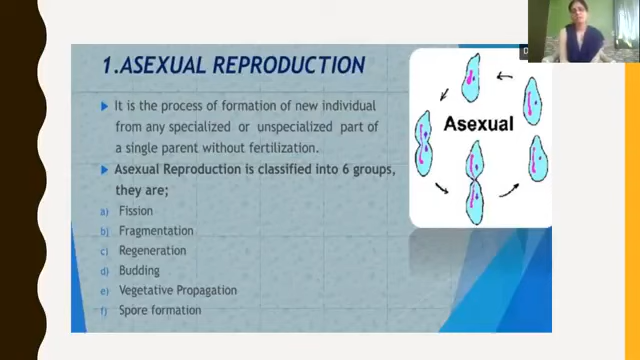 1.ASEXUAL REPRODUCTION
It is the process of formation of new individual
from any specialized or unspecialized part of
a single parent without fertilization.
Asexual Reproduction is classified into 6 groups,
they are;
a) Fission
b) Fragmentation
c) Regeneration
d) Budding
e) Vegetative Propagation
f) Spore formation
Asexual